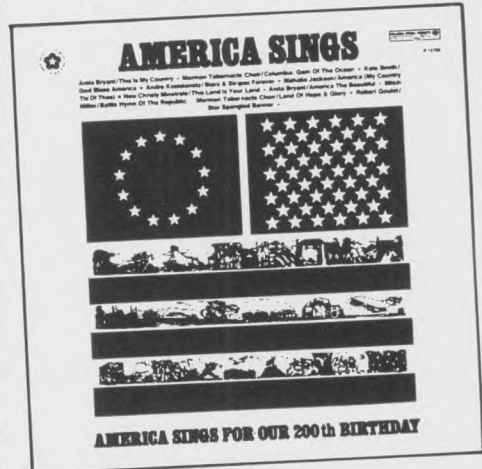 AMERICA SINGS
Anita Bryant/This Is My Country • Mormon Tabernacle Choir/Columbia, Gem Of The Ocean • Kate Smith/
God Bless America • Andre Kostelanetz/Stars & Stripes Forever • Mahalia Jackson/America (My Country
Tis Of Thee) • New Christy Minstrels/This Land Is Your Land • Anita Bryant/America The Beautiful • Mitch
Miller/Battle Hymn Of The Republic Mormon Tabernacle Choir/Land Of Hope & Glory • Robert Goulet/
Star Spangled Banner •
AMERICA SINGS FOR OUR 200th BIRTHDAY